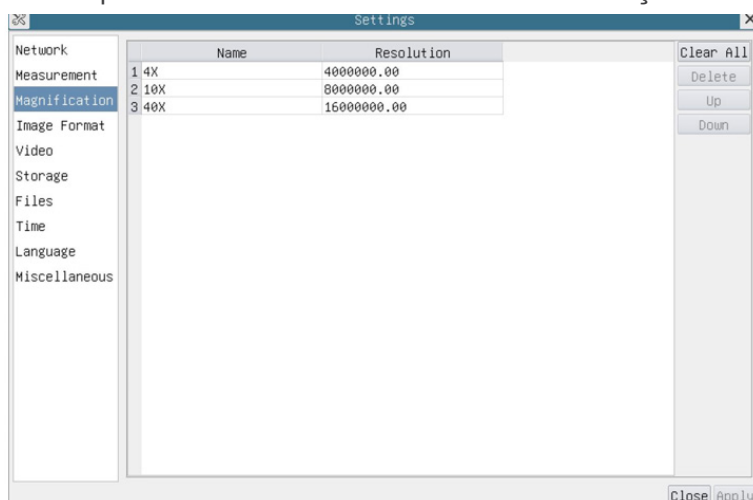 Settings
Network
Measurement
Magnification
Image Format
Video
Storage
Files
Time
Language
Miscellaneous
Name Resolution
1 4X 4000000.00
2 10X 8000000.00
3 40X 16000000.00
Clear All
Delete
Up
Down
Close Apply